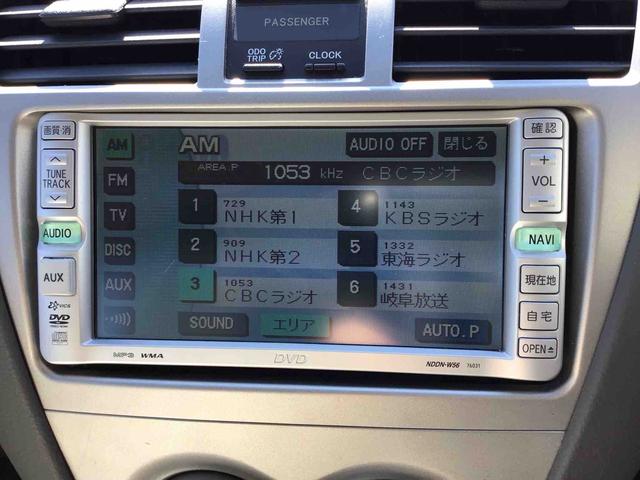 PASSENGER
ODO
TRIP
CLOCK
画質・消
TUNE
TRACK
AUDIO
AUX
VICS
DVD
AM
FM
TV
DISC
AUX
AM
AUDIO OFF
閉じる
AREA.P 1053 kHz CBCラジオ
1 729 NHK第1
4 1143 KBSラジオ
2 909 NHK第2
5 1332 東海ラジオ
3 1053 CBCラジオ
6 1431 岐阜放送
SOUND
エリア
AUTO.P
確認
+
VOL
−
NAVI
現在地
自宅
OPEN
MP3 WMA
DVD
NDDN-W56 76031